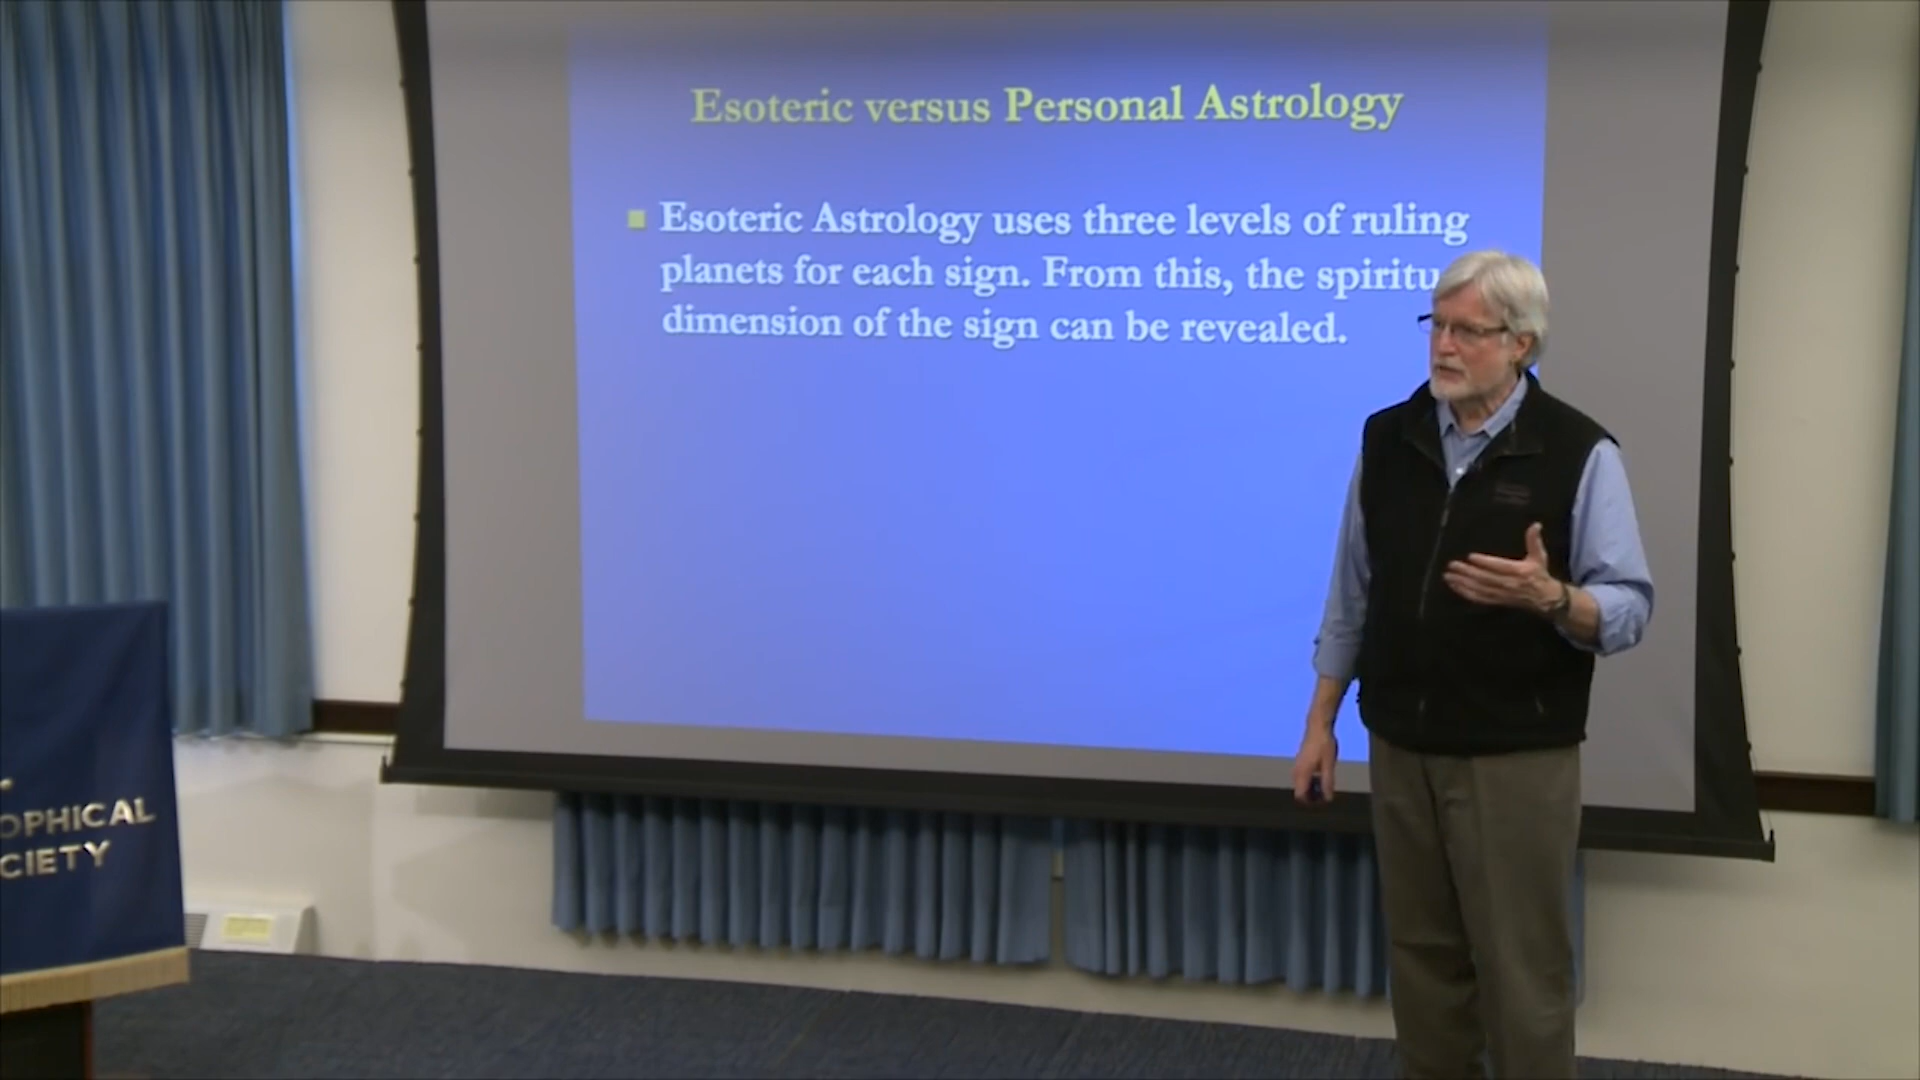 Esoteric versus Personal Astrology
Esoteric Astrology uses three levels of ruling
planets for each sign. From this, the spiritu
dimension of the sign can be revealed.
OPHICAL
CIETY